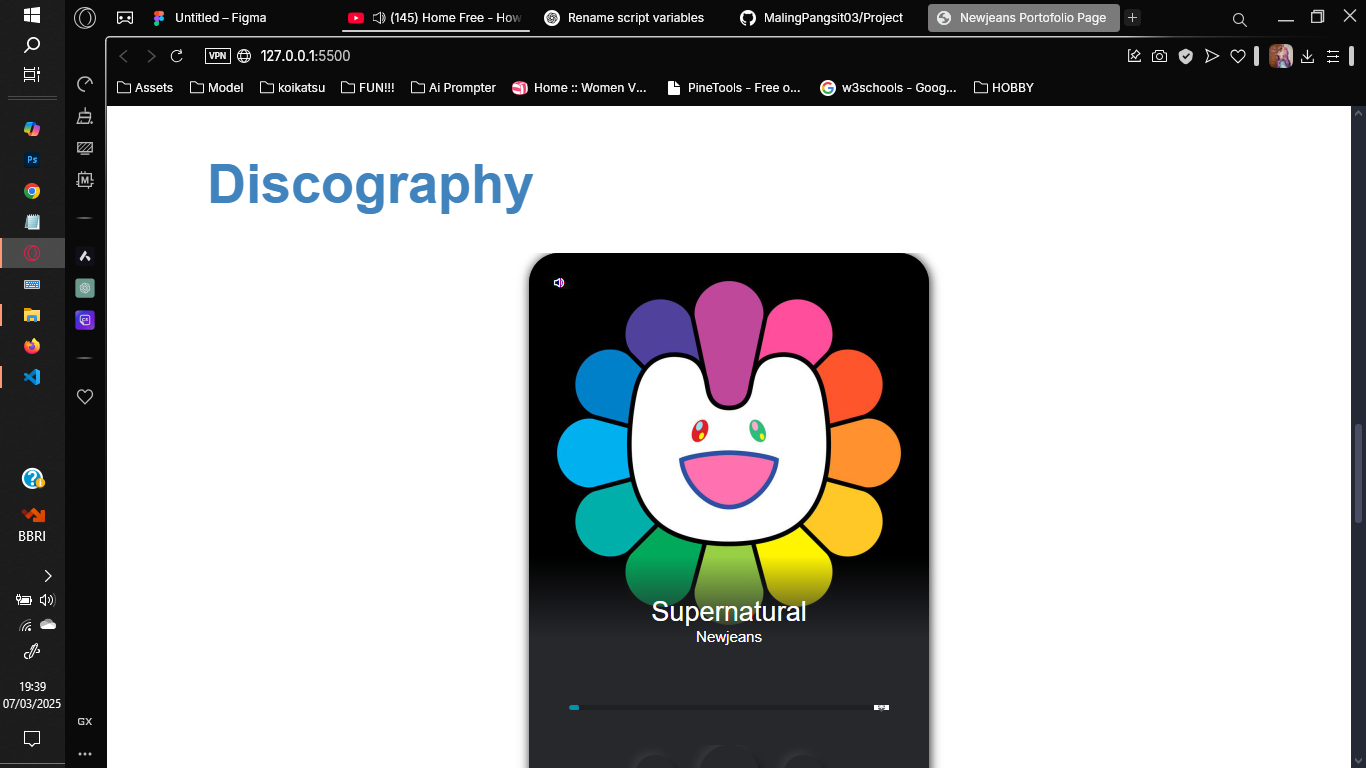 Untitled – Figma
(145) Home Free - How
Rename script variables
MalingPangsit03/Project
Newjeans Portofolio Page
VPN
127.0.0.1:5500
Assets
Model
koikatsu
FUN!!!
Ai Prompter
Home :: Women V...
PineTools - Free o...
w3schools - Goog...
HOBBY
Ps
M
Discography
Supernatural
Newjeans
BBRI
19:39
07/03/2025
GX